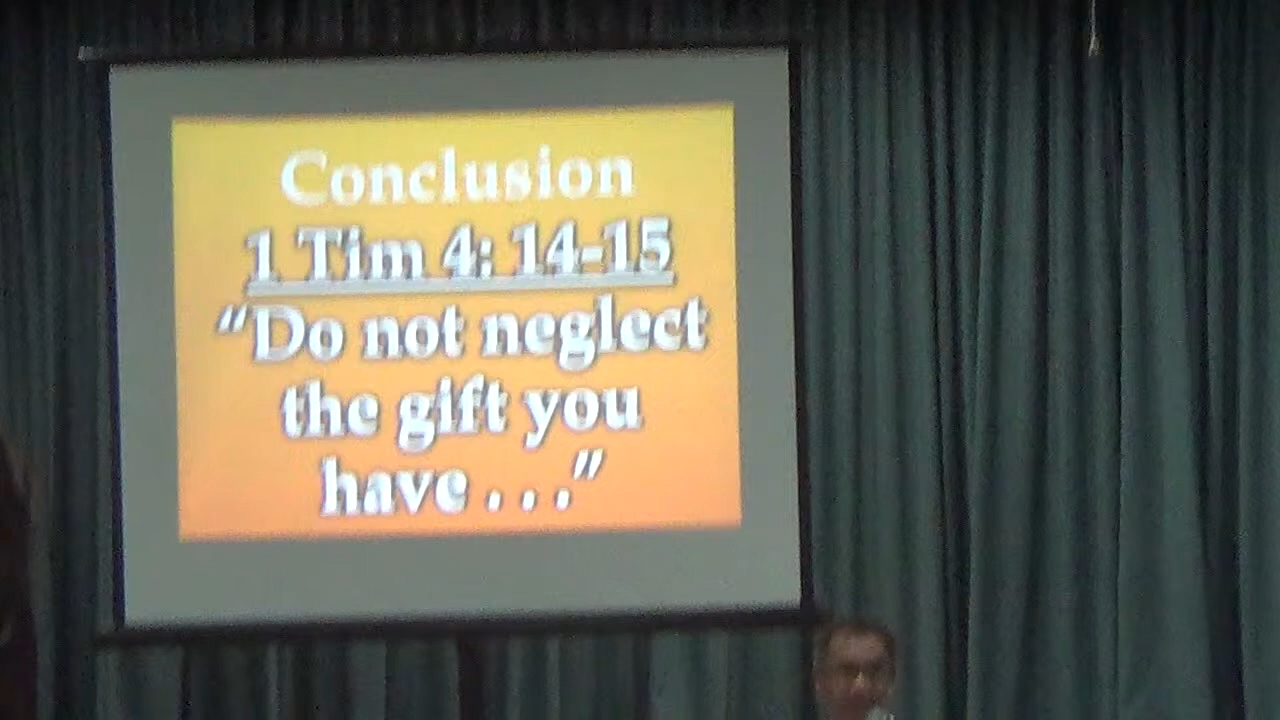 Conclusion
1 Tim 4: 14-15
“Do not neglect
the gift you
have . . .”